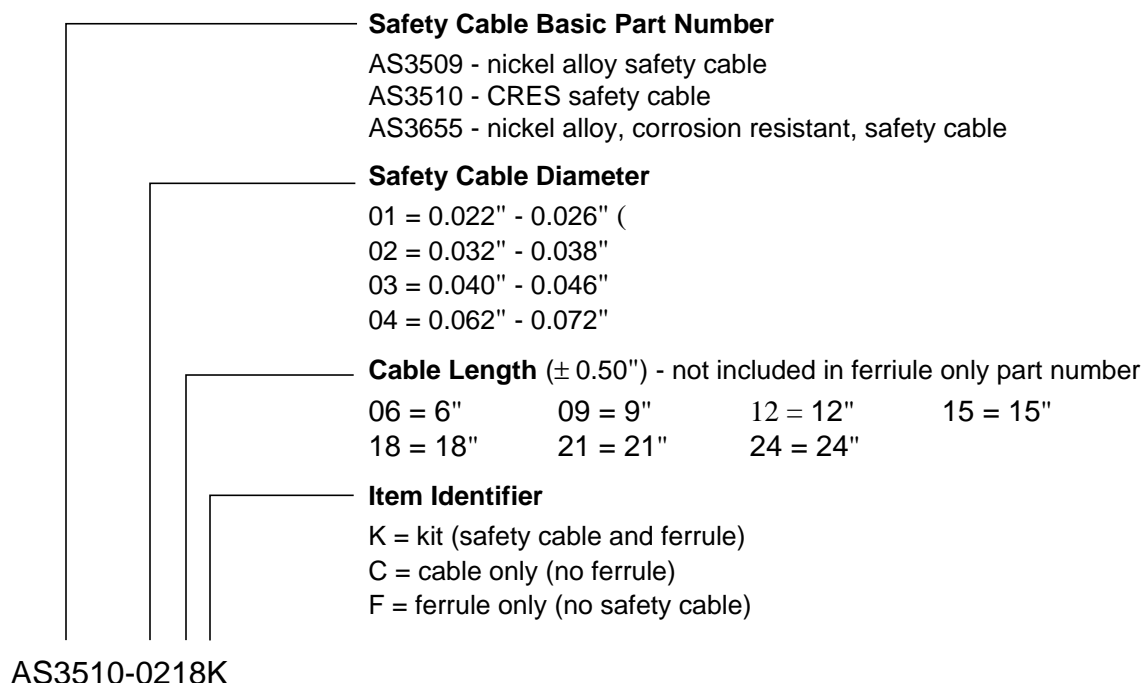 Safety Cable Basic Part Number
AS3509 - nickel alloy safety cable
AS3510 - CRES safety cable
AS3655 - nickel alloy, corrosion resistant, safety cable
Safety Cable Diameter
01 = 0.022" - 0.026" (
02 = 0.032" - 0.038"
03 = 0.040" - 0.046"
04 = 0.062" - 0.072"
Cable Length (± 0.50") - not included in ferriule only part number
06 = 6" 09 = 9" 12 = 12" 15 = 15"
18 = 18" 21 = 21" 24 = 24"
Item Identifier
K = kit (safety cable and ferrule)
C = cable only (no ferrule)
F = ferrule only (no safety cable)
AS3510-0218K